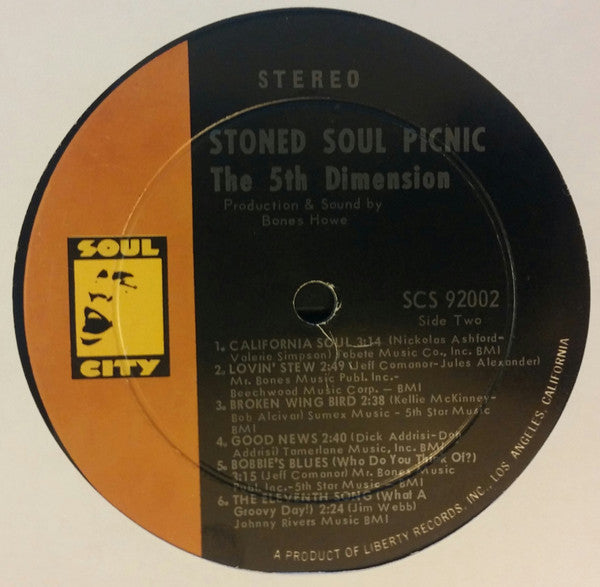 STEREO
STONED SOUL PICNIC
The 5th Dimension
Production & Sound by
Bones Howe
SOUL
CITY
SCS 92002
Side Two
1. CALIFORNIA SOUL 3:14 (Nickolas Ashford-
Valerie Simpson) Jobete Music Co., Inc. BMI
2. LOVIN' STEW 2:49 (Jeff Comanor-Jules Alexander)
Mr. Bones Music Publ. Inc.-
Beechwood Music Corp. - BMI
3. BROKEN WING BIRD 2:38 (Kellie McKinney-
Bob Alcivar) Sumex Music - 5th Star Music
BMI
4. GOOD NEWS 2:40 (Dick Addrisi-Don
Addrisi) Tamerlane Music, Inc. BMI
5. BOBBIE'S BLUES (Who Do You Think Of?)
3:15 (Jeff Comanor) Mr. Bones Music
Publ. Inc.-5th Star Music - BMI
6. THE ELEVENTH SONG (What A
Groovy Day!) 2:24 (Jim Webb)
Johnny Rivers Music BMI
A PRODUCT OF LIBERTY RECORDS, INC., LOS ANGELES, CALIFORNIA